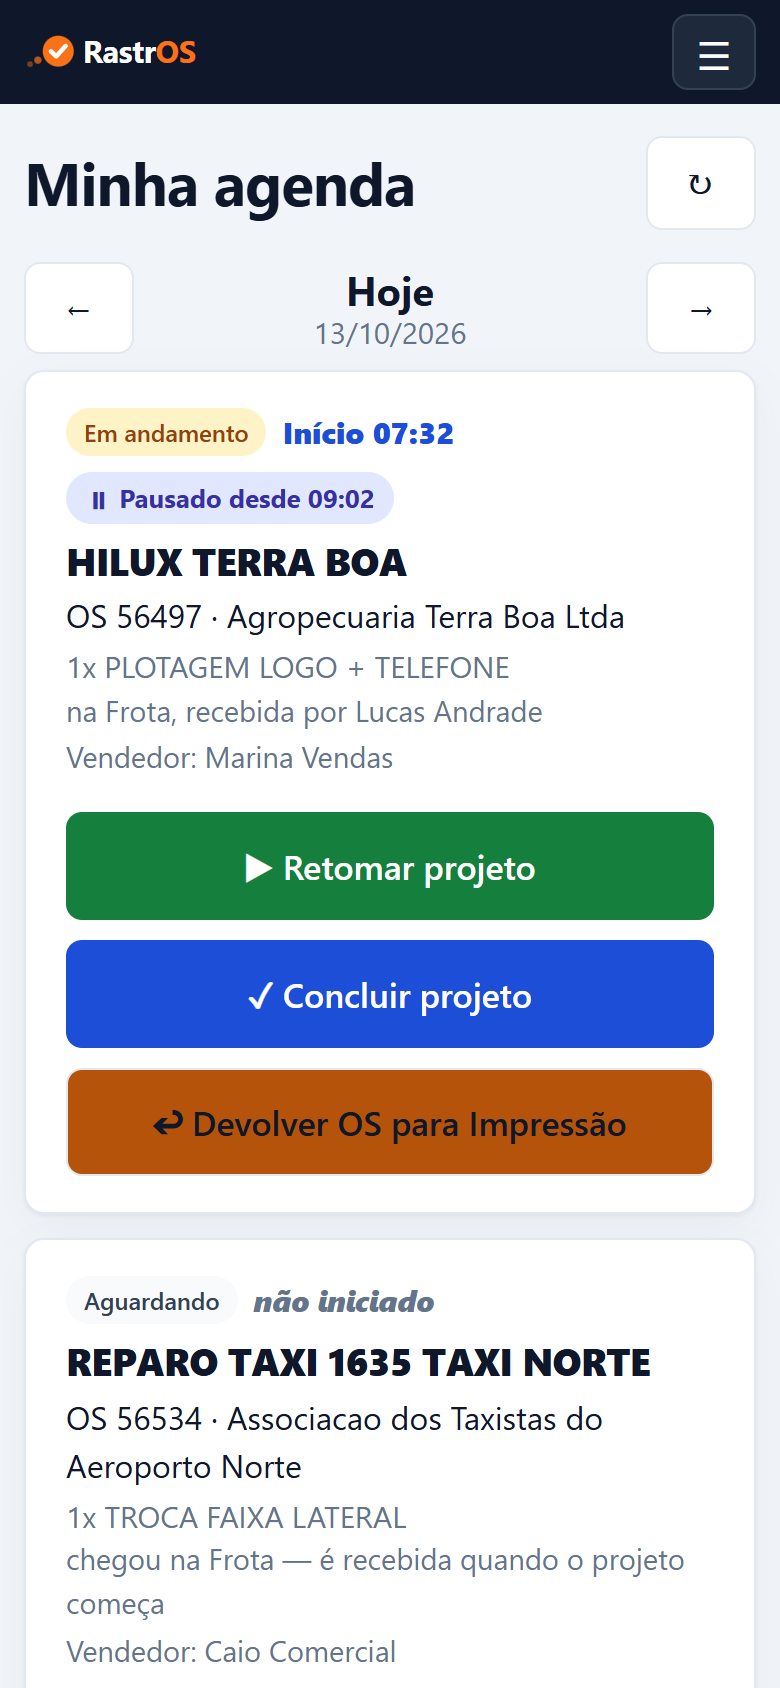 RastrOS
Minha agenda
Hoje
13/10/2026
Em andamento Início 07:32
Pausado desde 09:02
HILUX TERRA BOA
OS 56497 · Agropecuaria Terra Boa Ltda
1x PLOTAGEM LOGO + TELEFONE
na Frota, recebida por Lucas Andrade
Vendedor: Marina Vendas
Retomar projeto
✓ Concluir projeto
Devolver OS para Impressão
Aguardando não iniciado
REPARO TAXI 1635 TAXI NORTE
OS 56534 · Associacao dos Taxistas do
Aeroporto Norte
1x TROCA FAIXA LATERAL
chegou na Frota — é recebida quando o projeto
começa
Vendedor: Caio Comercial